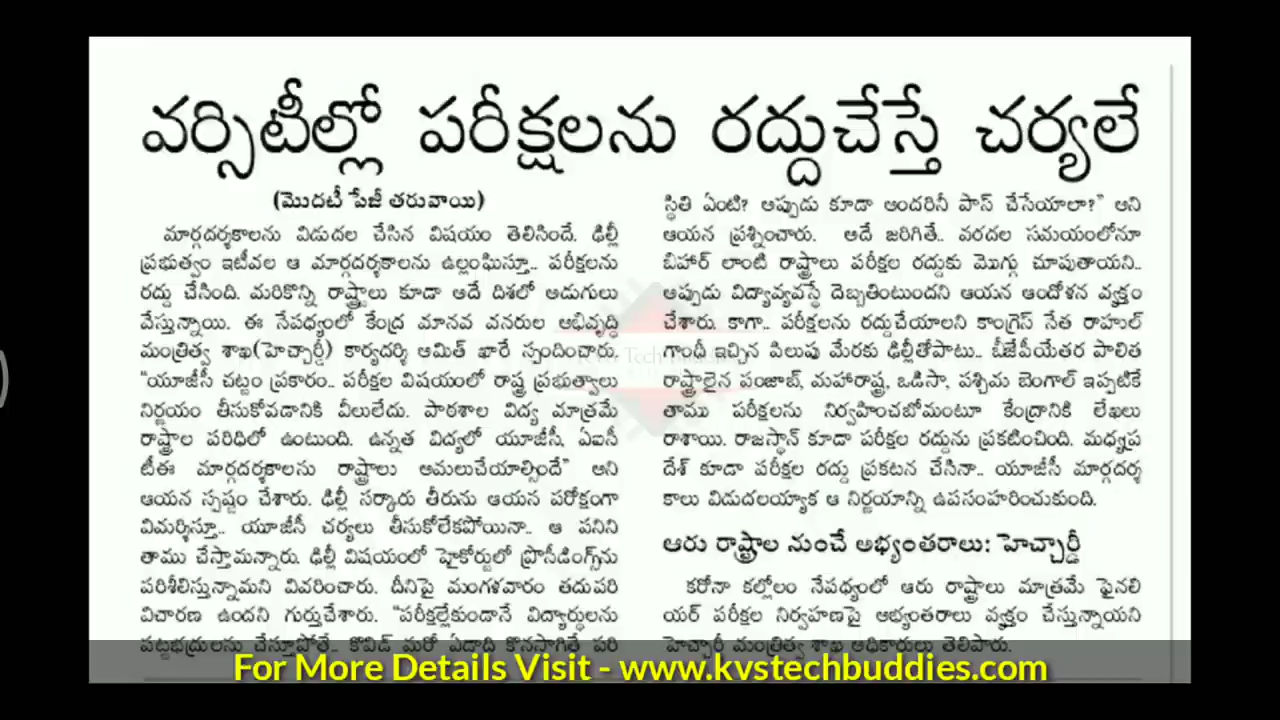 వర్సిటీల్లో పరీక్షలను రద్దుచేస్తే చర్యలే
(మొదటీ పేజీ తరువాయి)
మార్గదర్శకాలను విడుదల చేసిన విషయం తెలిసిందే. ఢిల్లీ
ప్రభుత్వం ఇటీవల ఆ మార్గదర్శకాలను ఉల్లంఘిస్తూ.. పరీక్షలను
రద్దు చేసింది. మరికొన్ని రాష్ట్రాలు కూడా అదే దిశలో అడుగులు
వేస్తున్నాయి. ఈ నేపధ్యంలో కేంద్ర మానవ వనరుల అభివృద్ధి
మంత్రిత్వ శాఖ(హెచ్చార్డీ) కార్యదర్శి ఆమిత్ ఖారే స్పందించారు.
“యూజీసీ చట్టం ప్రకారం.. పరీక్షల విషయంలో రాష్ట్ర ప్రభుత్వాలు
నిర్ణయం తీసుకోవడానికి వీలులేదు. పాఠశాల విద్య మాత్రమే
రాష్ట్రాల పరిధిలో ఉంటుంది. ఉన్నత విద్యలో యూజీసీ, ఏఐసీ
టీఈ మార్గదర్శకాలను రాష్ట్రాలు అమలుచేయాల్సిందే” అని
ఆయన స్పష్టం చేశారు. ఢిల్లీ సర్కారు తీరును ఆయన పరోక్షంగా
విమర్శిస్తూ.. యూజీసీ చర్యలు తీసుకోలేకపోయినా.. ఆ పనిని
తాము చేస్తామన్నారు. ఢిల్లీ విషయంలో హైకోర్టులో ప్రొసీడింగ్స్‌ను
పరిశీలిస్తున్నామని వివరించారు. దీనిపై మంగళవారం తదుపరి
విచారణ ఉందని గుర్తుచేశారు. “పరీక్షల్లేకుండానే విద్యార్థులను
పట్టభద్రులను చేస్తూపోతే.. కొవిడ్ మరో ఏడాది కొనసాగితే పరి
స్థితి ఏంటి? అప్పుడు కూడా అందరినీ పాస్ చేసేయాలా?” అని
ఆయన ప్రశ్నించారు. అదే జరిగితే.. వరదల సమయంలోనూ
బిహార్ లాంటి రాష్ట్రాలు పరీక్షల రద్దుకు మొగ్గు చూపుతాయని..
అప్పుడు విద్యావ్యవస్థే దెబ్బతింటుందని ఆయన ఆందోళన వ్యక్తం
చేశారు. కాగా.. పరీక్షలను రద్దుచేయాలని కాంగ్రెస్ నేత రాహుల్
గాంధీ ఇచ్చిన పిలుపు మేరకు ఢిల్లీతోపాటు.. బీజేపీయేతర పాలిత
రాష్ట్రాలైన పంజాబ్, మహారాష్ట్ర, ఒడిసా, పశ్చిమ బెంగాల్ ఇప్పటికే
తాము పరీక్షలను నిర్వహించబోమంటూ కేంద్రానికి లేఖలు
రాశాయి. రాజస్థాన్ కూడా పరీక్షల రద్దును ప్రకటించింది. మధ్యప్ర
దేశ్ కూడా పరీక్షల రద్దు ప్రకటన చేసినా.. యూజీసీ మార్గదర్శ
కాలు విడుదలయ్యాక ఆ నిర్ణయాన్ని ఉపసంహరించుకుంది.
ఆరు రాష్ట్రాల నుంచే అభ్యంతరాలు: హెచ్చార్డీ
కరోనా కల్లోలం నేపధ్యంలో ఆరు రాష్ట్రాలు మాత్రమే ఫైనలి
యర్ పరీక్షల నిర్వహణపై అభ్యంతరాలు వ్యక్తం చేస్తున్నాయని
హెచ్చార్డీ మంత్రిత్వ శాఖ అధికారులు తెలిపారు.
For More Details Visit - www.kvstechbuddies.com